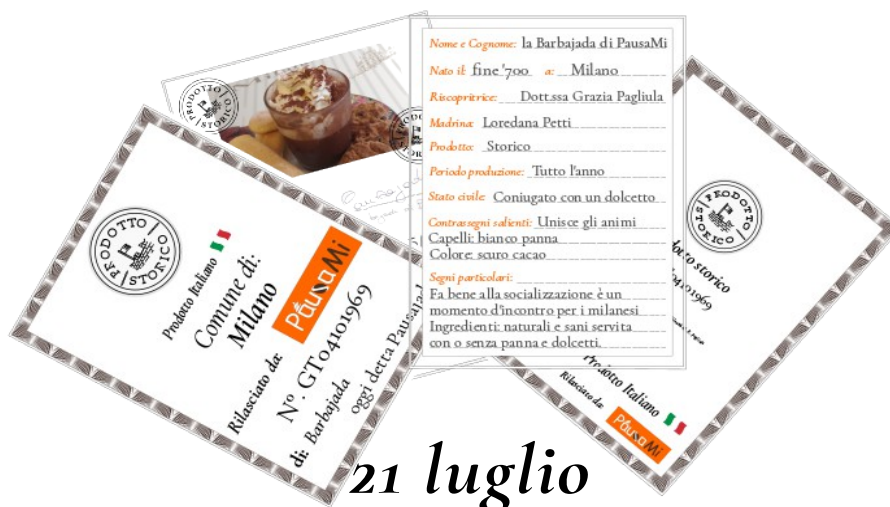 Nome e Cognome: la Barbajada di PausaMi
Nato il: fine '700 a: Milano
Riscopritrice: Dott.ssa Grazia Pagliula
Madrina: Loredana Petti
Prodotto: Storico
Periodo produzione: Tutto l'anno
Stato civile: Coniugato con un dolcetto
Contrassegni salienti: Unisce gli animi
Capelli: bianco panna
Colore: scuro cacao
Segni particolari:
Fa bene alla socializzazione è un
momento d'incontro per i milanesi
Ingredienti: naturali e sani servita
con o senza panna e dolcetti.
PRODOTTO STORICO
PRODOTTO STORICO
Prodotto Italiano
Comune di:
Milano
Rilasciato da: PausaMi
N°. GT04101969
di: Barbajada
oggi detta
PRODOTTO STORICO
storico
Prodotto Italiano
Rilasciato da:
PausaMi
21 luglio